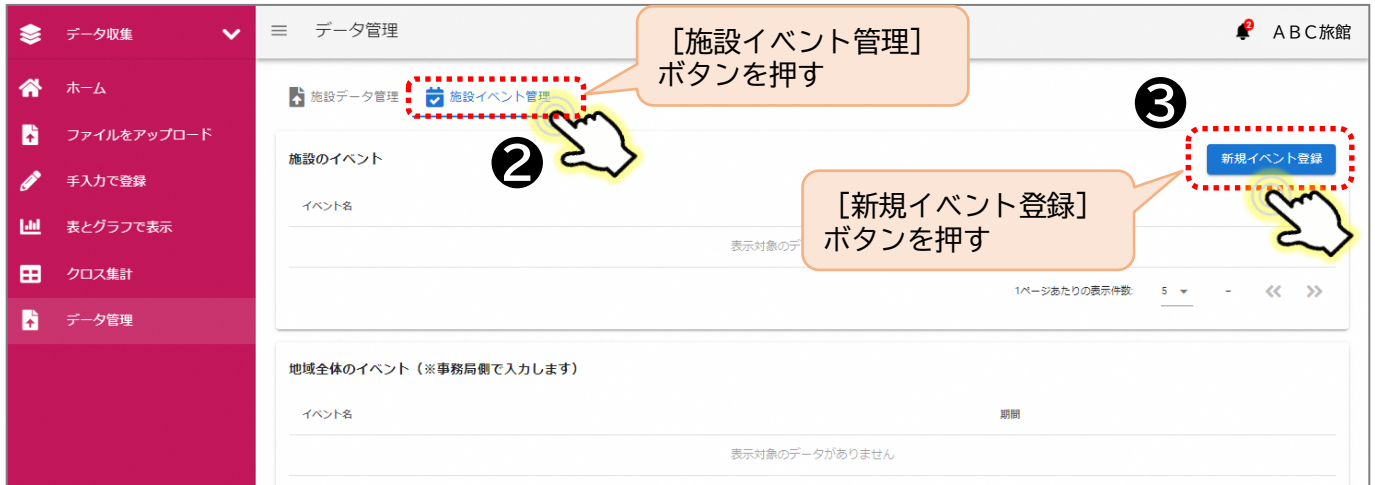 データ収集
ホーム
ファイルをアップロード
手入力で登録
表とグラフで表示
クロス集計
データ管理
データ管理
2
ABC旅館
施設データ管理
施設イベント管理
[施設イベント管理]
ボタンを押す
❷
❸
施設のイベント
新規イベント登録
[新規イベント登録]
ボタンを押す
イベント名
表示対象のデ
1ページあたりの表示件数:
5
–
地域全体のイベント(※事務局側で入力します)
イベント名
期間
表示対象のデータがありません